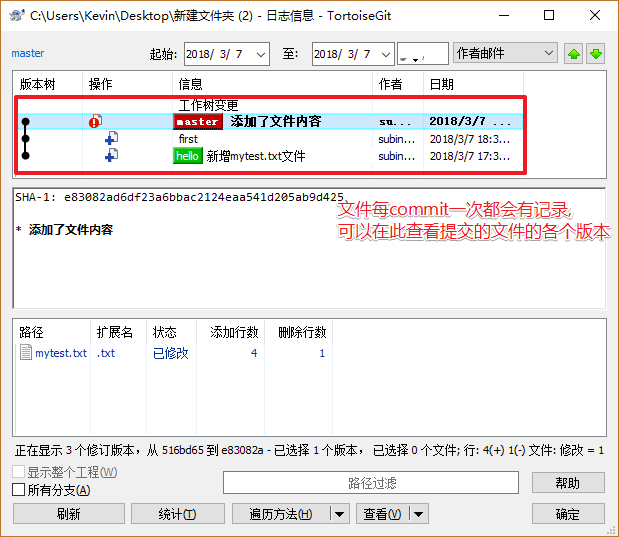 C:\Users\Kevin\Desktop\新建文件夹 (2) - 日志信息 - TortoiseGit
master 起始: 2018/ 3/ 7 至: 2018/ 3/ 7 作者邮件
版本树 操作 信息 作者 日期
工作树变更
master 添加了文件内容 su... 2018/3/7 ...
first subin... 2018/3/7 18:3...
hello 新增mytest.txt文件 subin... 2018/3/7 17:3...
SHA-1: e83082ad6df23a6bbac2124eaa541d205ab9d425
* 添加了文件内容
文件每commit一次都会有记录,
可以在此查看提交的文件的各个版本
路径 扩展名 状态 添加行数 删除行数
mytest.txt .txt 已修改 4 1
正在显示 3 个修订版本，从 516bd65 到 e83082a - 已选择 1 个版本， 已选择 0 个文件; 行: 4(+) 1(-) 文件: 修改 = 1
显示整个工程(W)
路径过滤 帮助
所有分支(A)
刷新 统计(T) 遍历方法(H) 查看(V) 确定